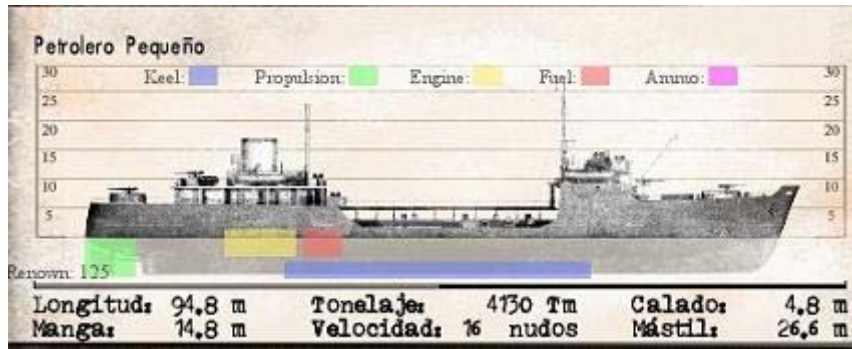 Petrolero Pequeño
30 Keel: Propulsion: Engine: Fuel: Ammo: 30
25 25
20 20
15 15
10 10
5 5
Renown: 125
Longitud: 94,8 m Tonelaje: 4130 Tm Calado: 4.8 m
Manga: 14.8 m Velocidad: 16 nudos Mástil: 26,6 m